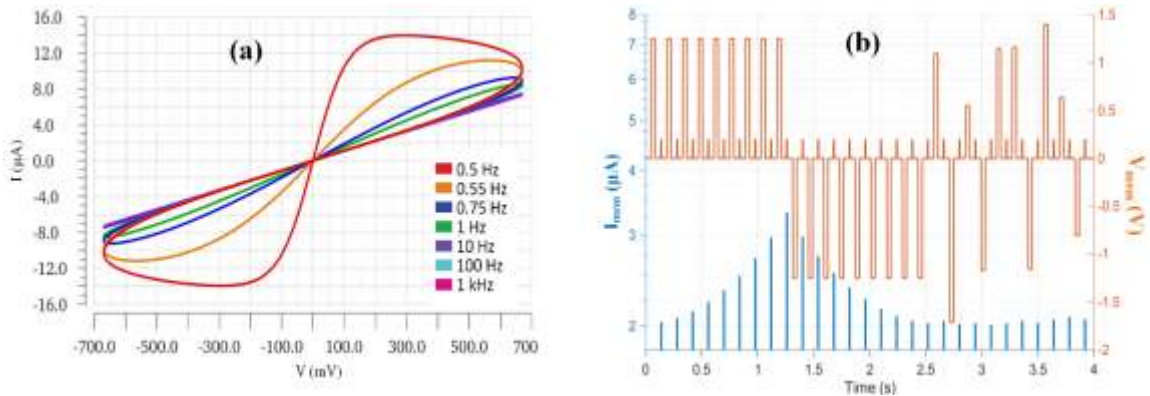 (a)
16.0
12.0
8.0
4.0
0.0
-4.0
-8.0
-12.0
-16.0
I (μA)
0.5 Hz
0.55 Hz
0.75 Hz
1 Hz
10 Hz
100 Hz
1 kHz
-700.0 -500.0 -300.0 -100.0 100.0 300.0 500.0 700
V (mV)
(b)
8
7
6
5
4
3
2
I mem (μA)
1.5
1
0.5
0
-0.5
-1
-1.5
-2
V mem (V)
0 0.5 1 1.5 2 2.5 3 3.5 4
Time (s)